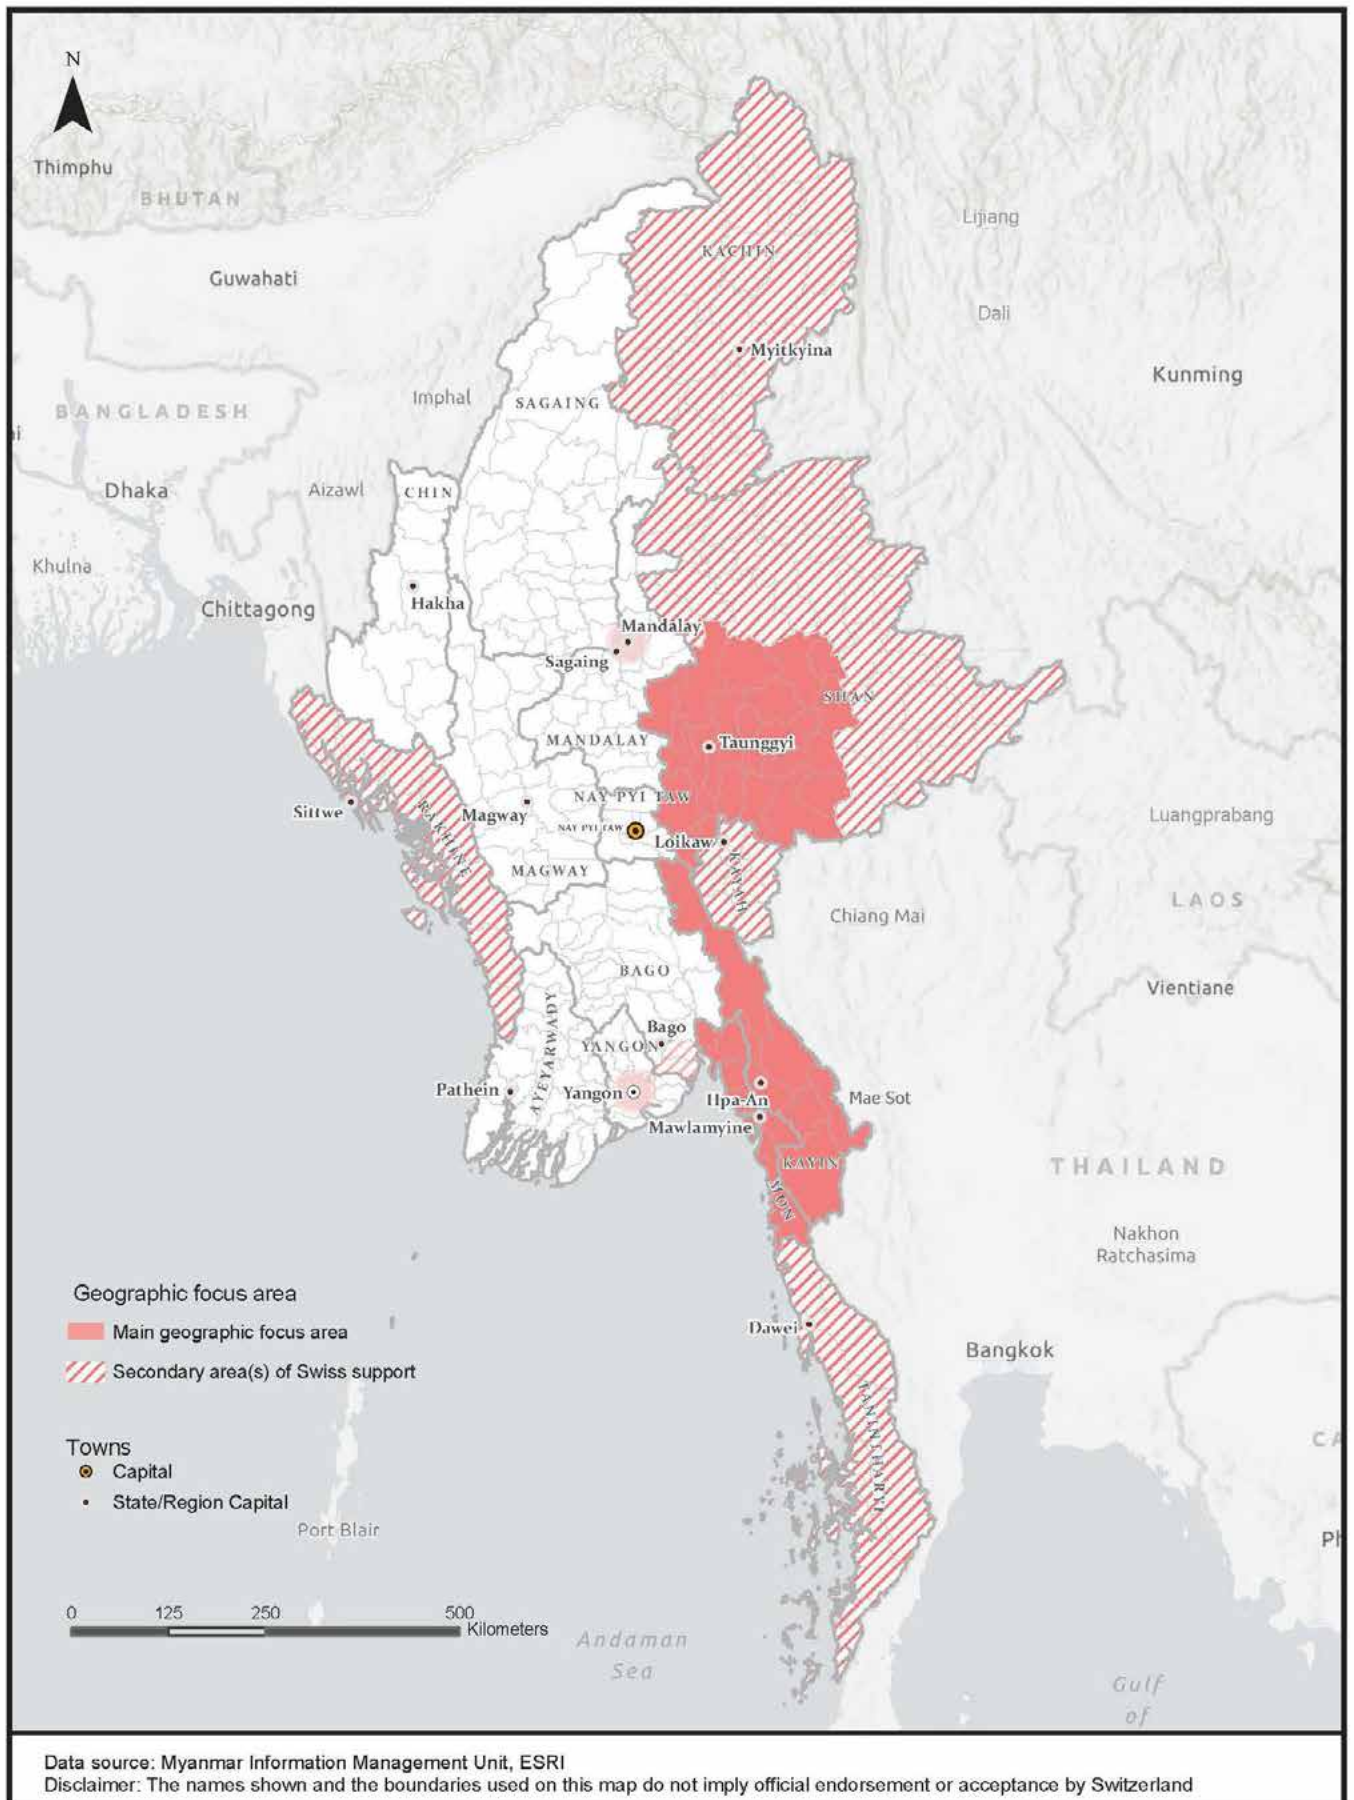 N
Thimphu
BHUTAN
Lijiang
KACHIN
Guwahati
Dali
Myitkyina
Kunming
Imphal
SAGAING
BANGLADESH
Dhaka
Aizawl
CHIN
Khulna
Hakha
Chittagong
Mandalay
Sagaing
SHAN
MANDALAY
Taunggyi
NAY PYI TAW
Sittwe
RAKHINE
Magway
Luangprabang
NAY PYI TAW
Loikaw
KAYAH
MAGWAY
LAOS
Chiang Mai
BAGO
Vientiane
AYEYARWADY
Bago
YANGON
Pathein
Yangon
Hpa-An
Mae Sot
Mawlamyine
KAYIN
THAILAND
MON
Nakhon
Ratchasima
Geographic focus area
Main geographic focus area
Dawei
Bangkok
Secondary area(s) of Swiss support
TANINTHARYI
CA
Towns
Capital
State/Region Capital
Port Blair
Ph
0 125 250 500
Kilometers
Andaman
Sea
Gulf
of
Data source: Myanmar Information Management Unit, ESRI
Disclaimer: The names shown and the boundaries used on this map do not imply official endorsement or acceptance by Switzerland